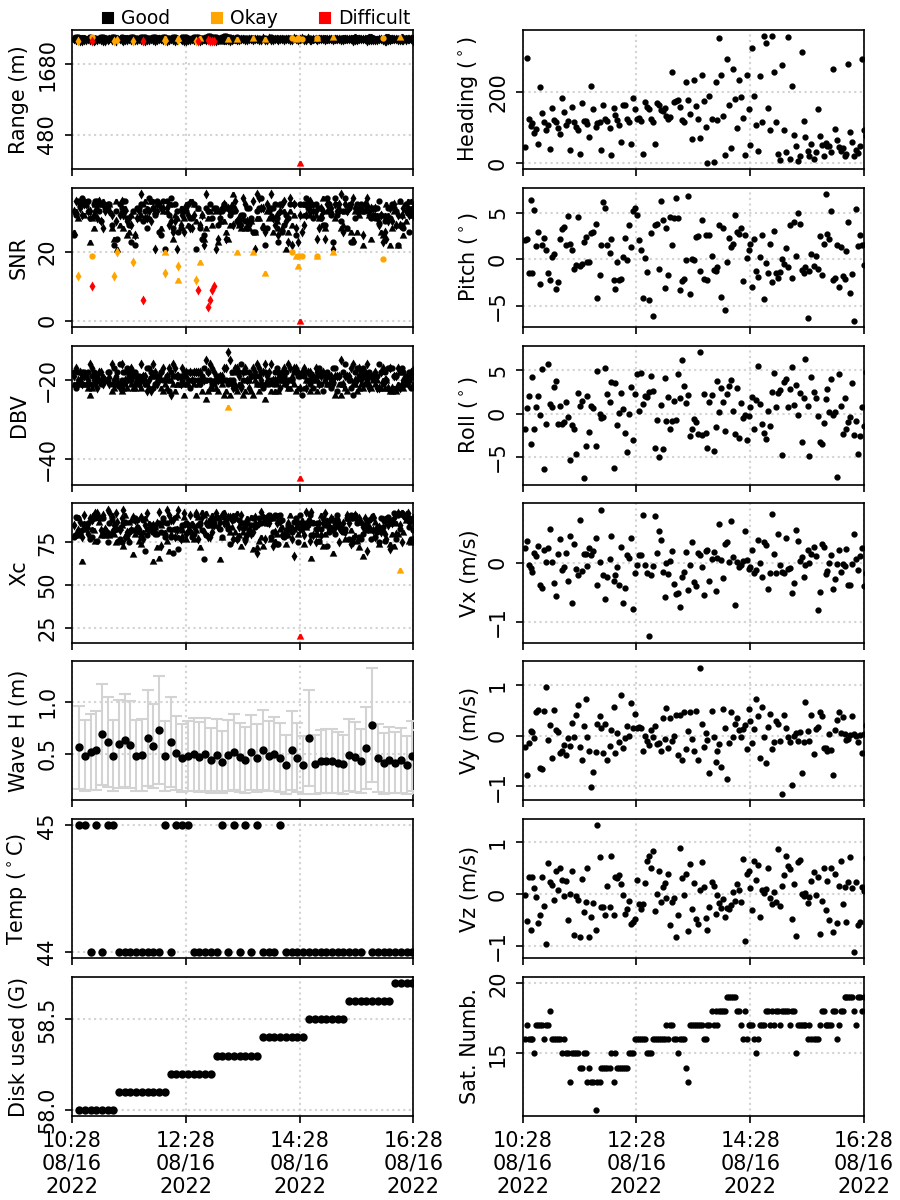 Good Okay Difficult
Range (m)
1680
480
Heading (°)
200
0
SNR
20
0
Pitch (°)
5
0
−5
DBV
−20
−40
Roll (°)
5
0
−5
Xc
75
50
25
Vx (m/s)
0
−1
Wave H (m)
1.0
0.5
Vy (m/s)
1
0
−1
Temp (°C)
45
44
Vz (m/s)
1
0
−1
Disk used (G)
58.5
58.0
Sat. Numb.
20
15
10:28 12:28 14:28 16:28
08/16 08/16 08/16 08/16
2022 2022 2022 2022
10:28 12:28 14:28 16:28
08/16 08/16 08/16 08/16
2022 2022 2022 2022